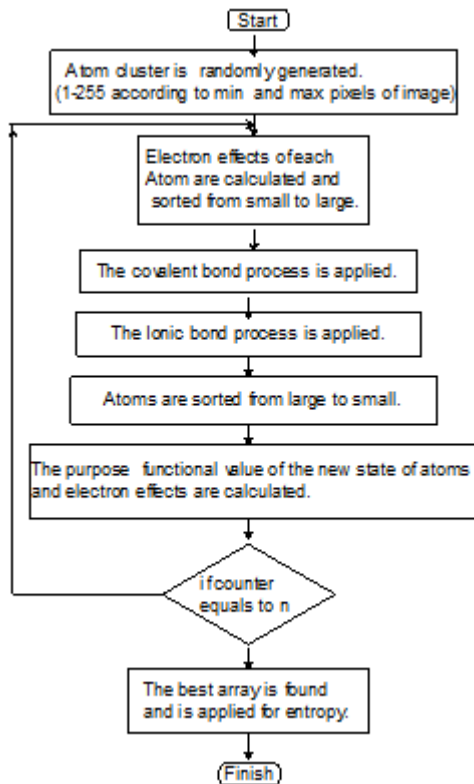 Start
Atom cluster is randomly generated.
(1-255 according to min and max pixels of image)
Electron effects of each
Atom are calculated and
sorted from small to large.
The covalent bond process is applied.
The Ionic bond process is applied.
Atoms are sorted from large to small.
The purpose functional value of the new state of atoms
and electron effects are calculated.
if counter
equals to n
The best array is found
and is applied for entropy.
Finish